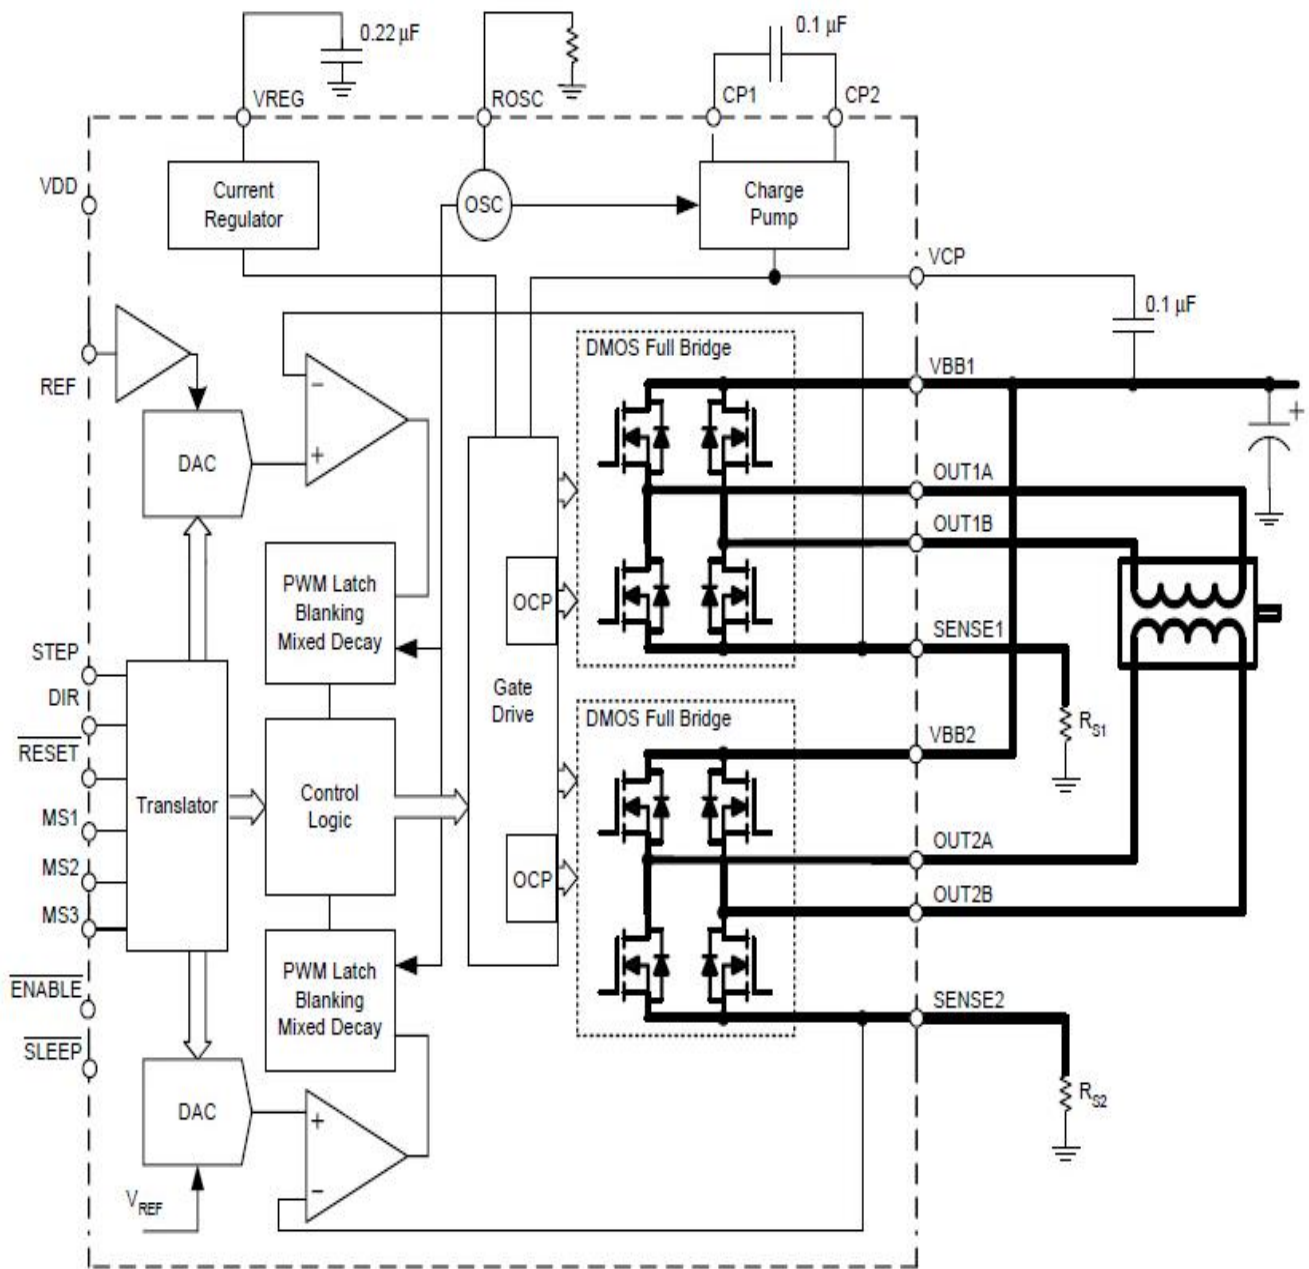 0.22 µF
0.1 µF
VREG
ROSC
CP1
CP2
VDD
Current
Regulator
OSC
Charge
Pump
VCP
0.1 µF
REF
DMOS Full Bridge
VBB1
+
−
DAC
+
OUT1A
OUT1B
PWM Latch
Blanking
Mixed Decay
OCP
SENSE1
STEP
DIR
Gate
Drive
DMOS Full Bridge
RS1
VBB2
RESET
Translator
Control
Logic
MS1
MS2
MS3
OUT2A
OCP
OUT2B
PWM Latch
Blanking
Mixed Decay
ENABLE
SENSE2
SLEEP
RS2
DAC
+
−
VREF